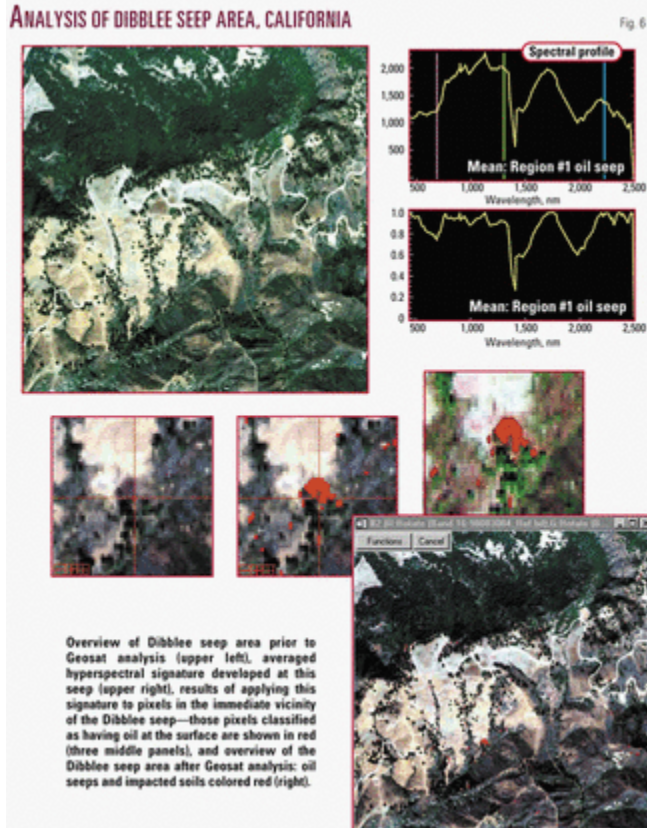 ANALYSIS OF DIBBLEE SEEP AREA, CALIFORNIA
Fig. 6
Spectral profile
2,000
1,500
1,000
500
Mean: Region #1 oil seep
500 1,000 1,500 2,000 2,500
Wavelength, nm
1.0
0.8
0.6
0.4
0.2
0
Mean: Region #1 oil seep
500 1,000 1,500 2,000 2,500
Wavelength, nm
Functions Cancel
Overview of Dibblee seep area prior to
Geosat analysis (upper left), averaged
hyperspectral signature developed at this
seep (upper right), results of applying this
signature to pixels in the immediate vicinity
of the Dibblee seep—those pixels classified
as having oil at the surface are shown in red
(three middle panels), and overview of the
Dibblee seep area after Geosat analysis: oil
seeps and impacted soils colored red (right).